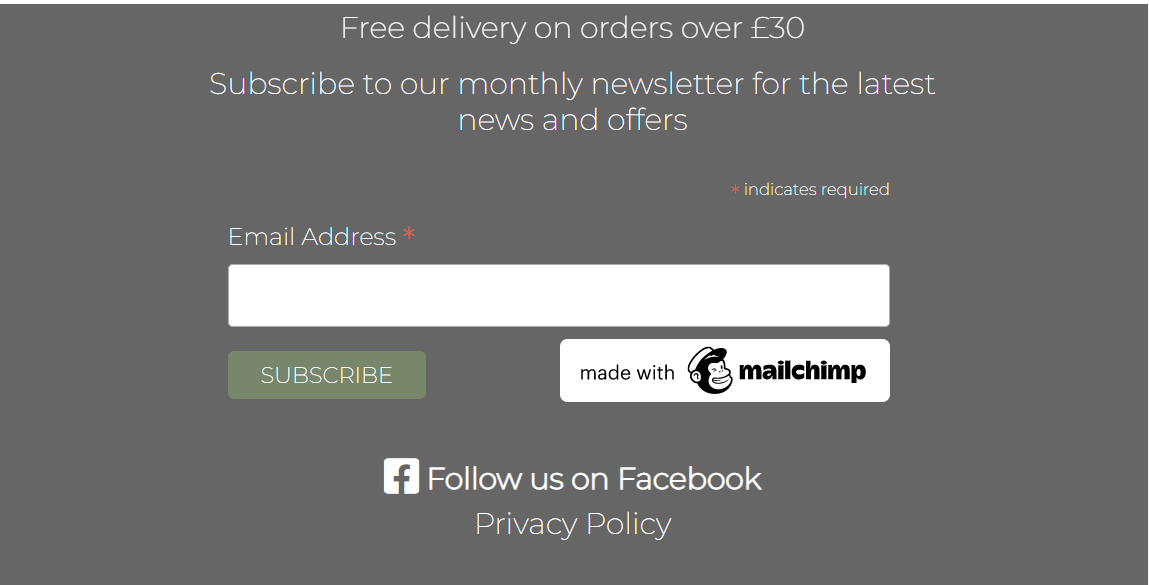 Free delivery on orders over £30
Subscribe to our monthly newsletter for the latest
news and offers
* indicates required
Email Address *
SUBSCRIBE
made with mailchimp
Follow us on Facebook
Privacy Policy